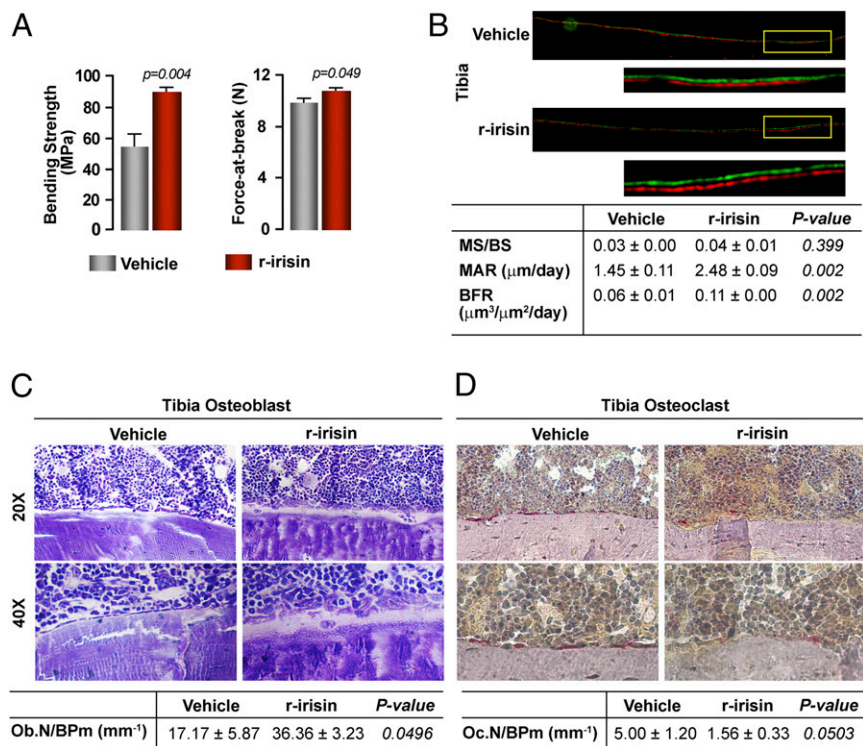 A
p=0.004
100
80
60
40
20
0
Bending Strength
(MPa)
p=0.049
12
9
6
3
0
Force-at-break (N)
Vehicle
r-irisin
B
Vehicle
Tibia
r-irisin
Vehicle r-irisin P-value
MS/BS 0.03 ± 0.00 0.04 ± 0.01 0.399
MAR (μm/day) 1.45 ± 0.11 2.48 ± 0.09 0.002
BFR 0.06 ± 0.01 0.11 ± 0.00 0.002
(μm³/μm²/day)
C
Tibia Osteoblast
Vehicle r-irisin
20X
40X
Vehicle r-irisin P-value
Ob.N/BPm (mm⁻¹) 17.17 ± 5.87 36.36 ± 3.23 0.0496
D
Tibia Osteoclast
Vehicle r-irisin
Vehicle r-irisin P-value
Oc.N/BPm (mm⁻¹) 5.00 ± 1.20 1.56 ± 0.33 0.0503